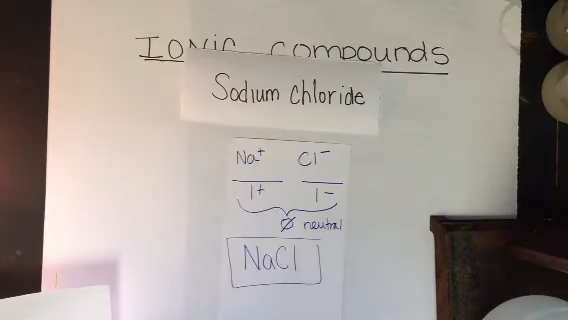 Ionic compounds
Sodium chloride
Na⁺ Cl⁻
1+ 1−
∅ neutral
NaCl